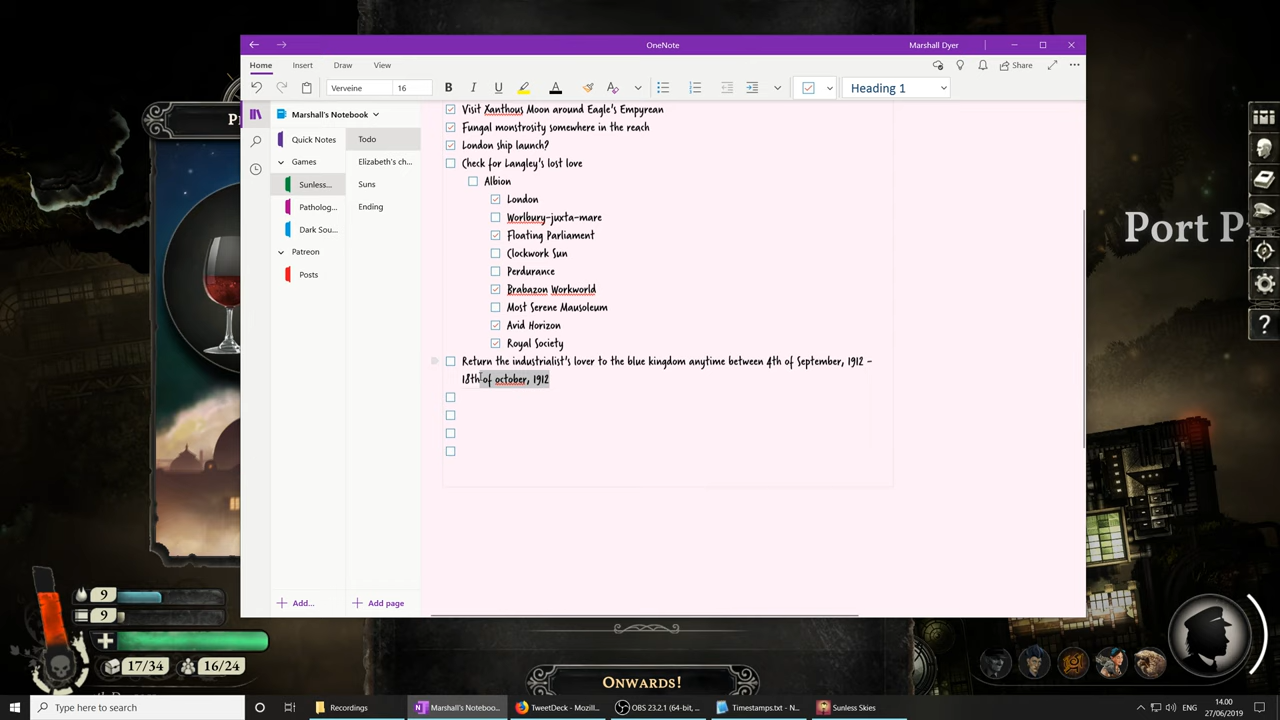 OneNote
Marshall Dyer
Home
Insert
Draw
View
Share
Verveine
16
B
I
U
A
Heading 1
Marshall's Notebook
Quick Notes
Games
Sunless...
Patholog...
Dark Sou...
Patreon
Posts
Todo
Elizabeth's ch...
Suns
Ending
Visit Xanthous Moon around Eagle's Empyrean
Fungal monstrosity somewhere in the reach
London ship launch?
Check for Langley's lost love
Albion
London
Worlbury-juxta-mare
Floating Parliament
Clockwork Sun
Perdurance
Brabazon Workworld
Most Serene Mausoleum
Avid Horizon
Royal Society
Return the industrialist's lover to the blue kingdom anytime between 4th of September, 1912 -
18th of october, 1912
Add...
Add page
Port P
P
?
9
9
17/34
16/24
ONWARDS!
Type here to search
Recordings
Marshall's Noteboo...
TweetDeck - Mozill...
OBS 23.2.1 (64-bit, ...
Timestamps.txt - N...
Sunless Skies
ENG
14.00
27/06/2019